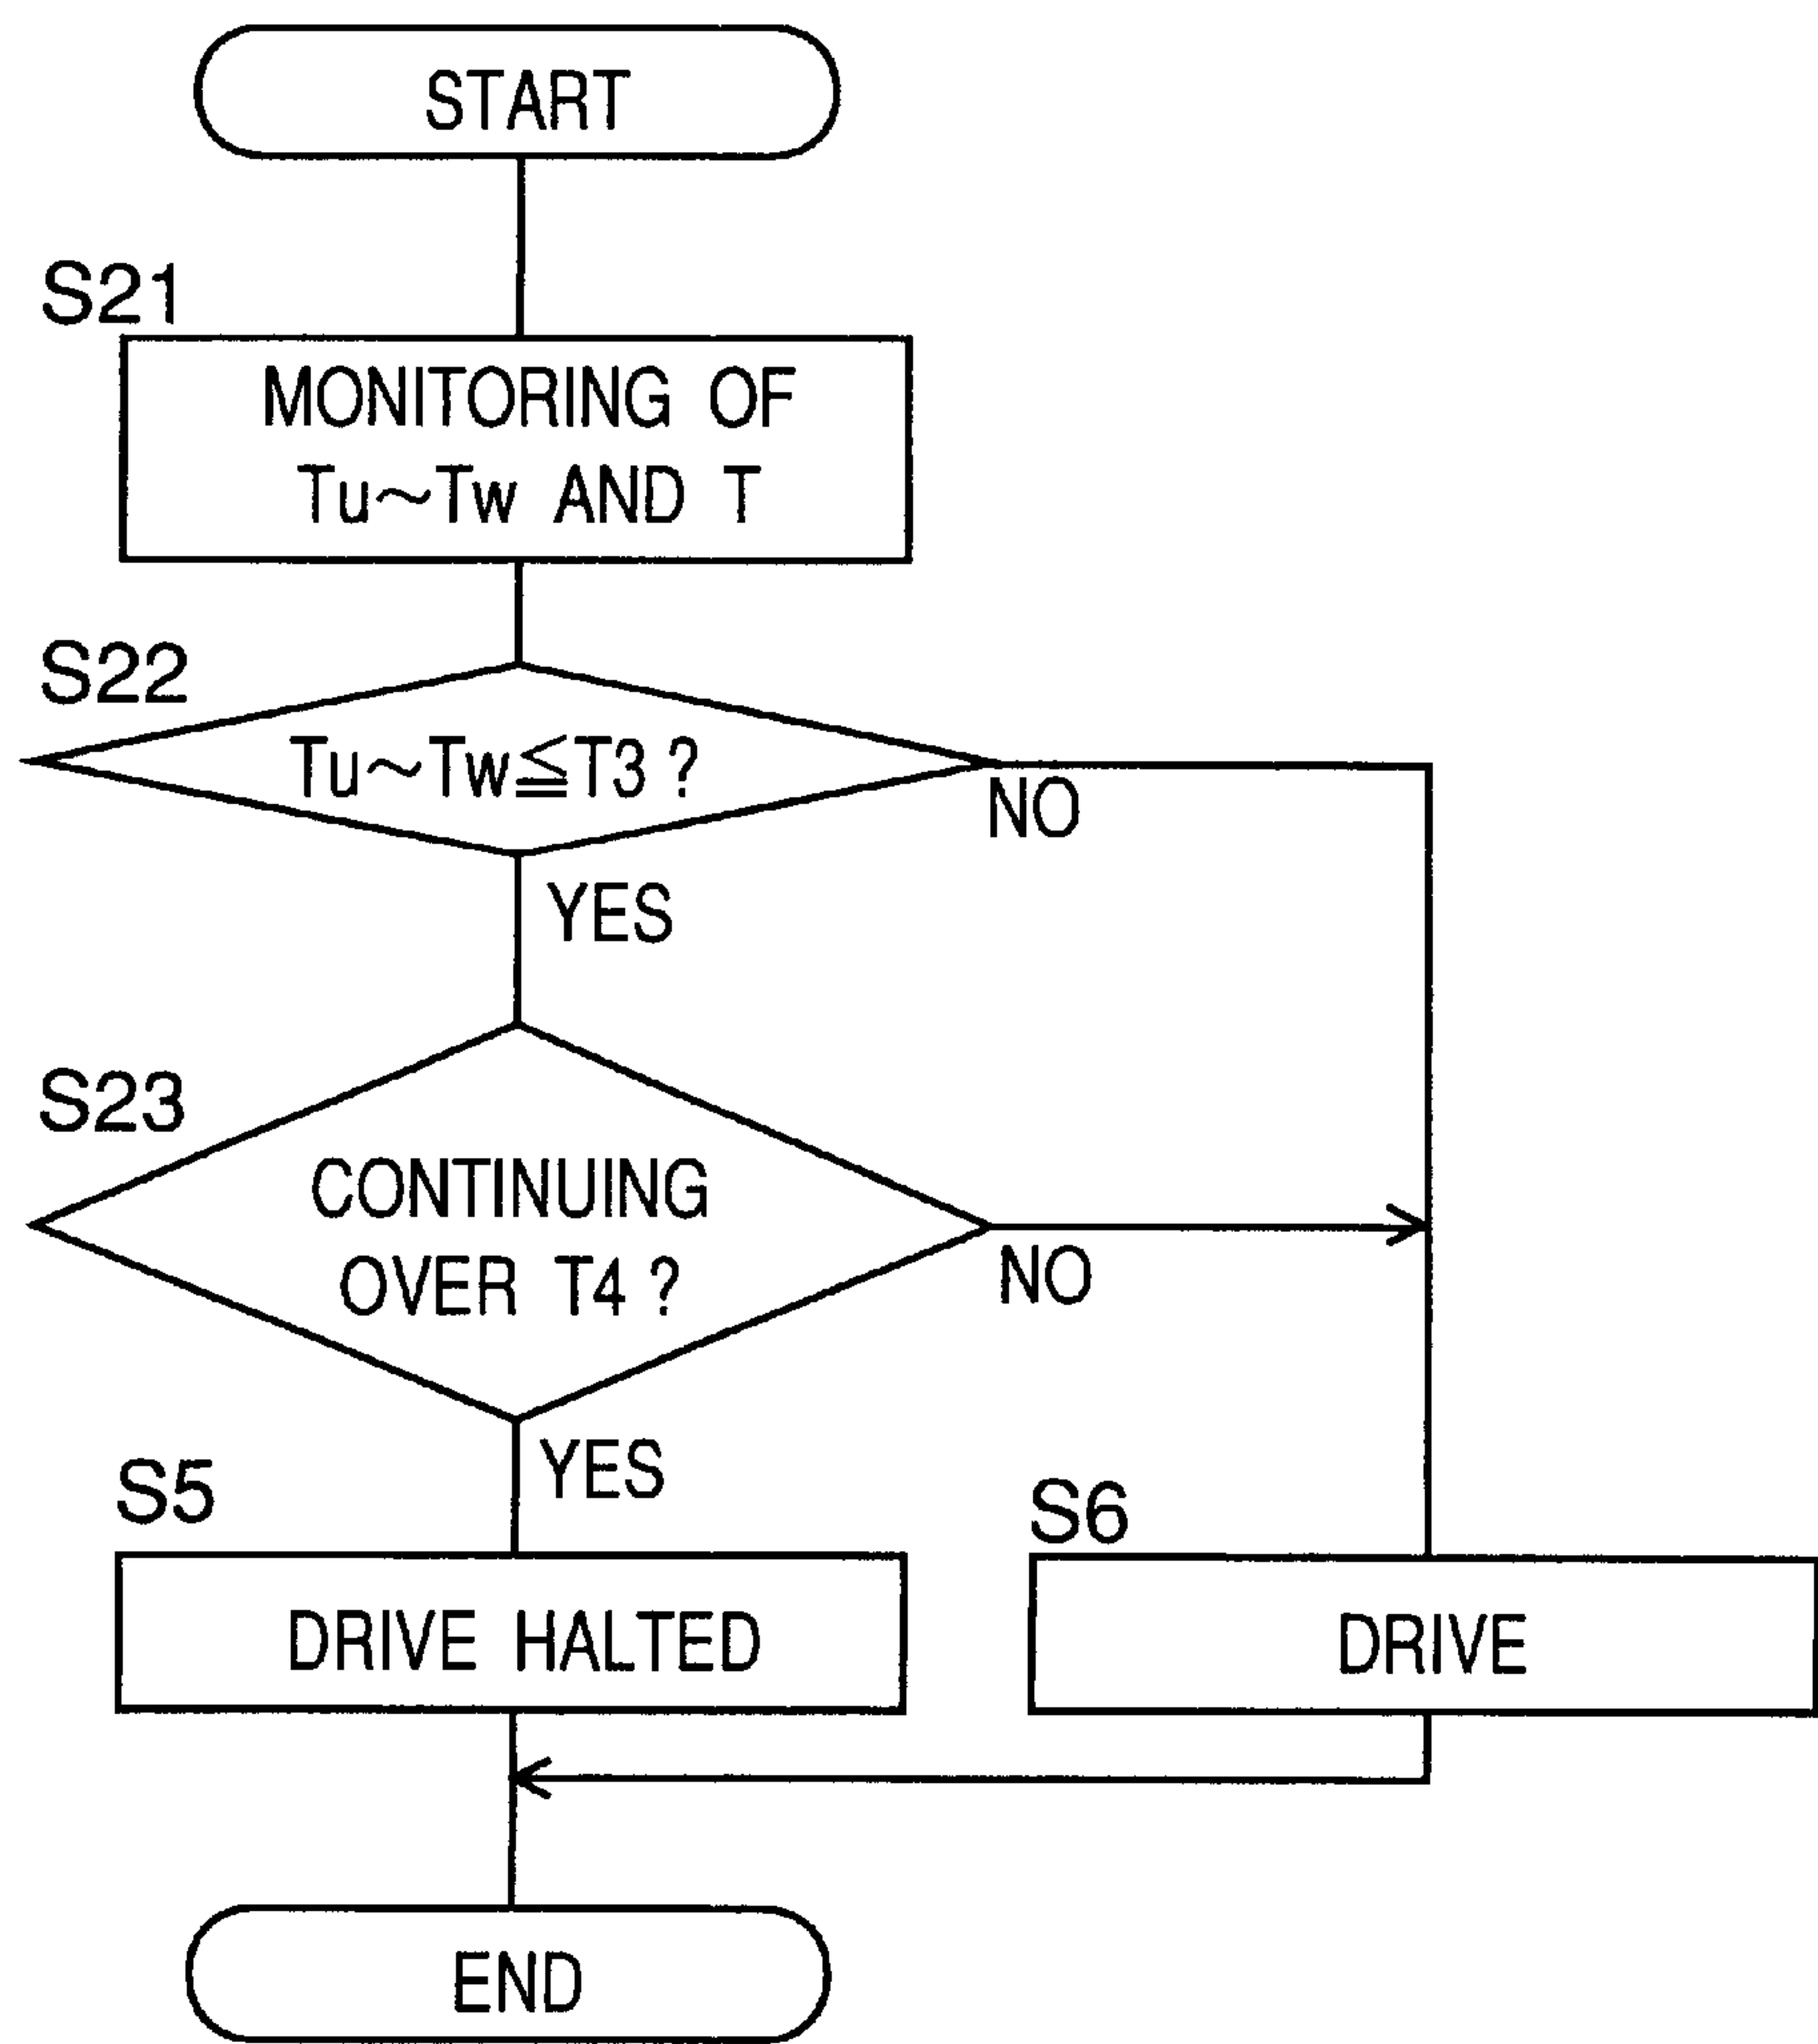 START
S21
MONITORING OF
Tu～Tw AND T
S22
Tu～Tw≦T3?
NO
YES
S23
CONTINUING
OVER T4?
NO
YES
S5
S6
DRIVE HALTED
DRIVE
END